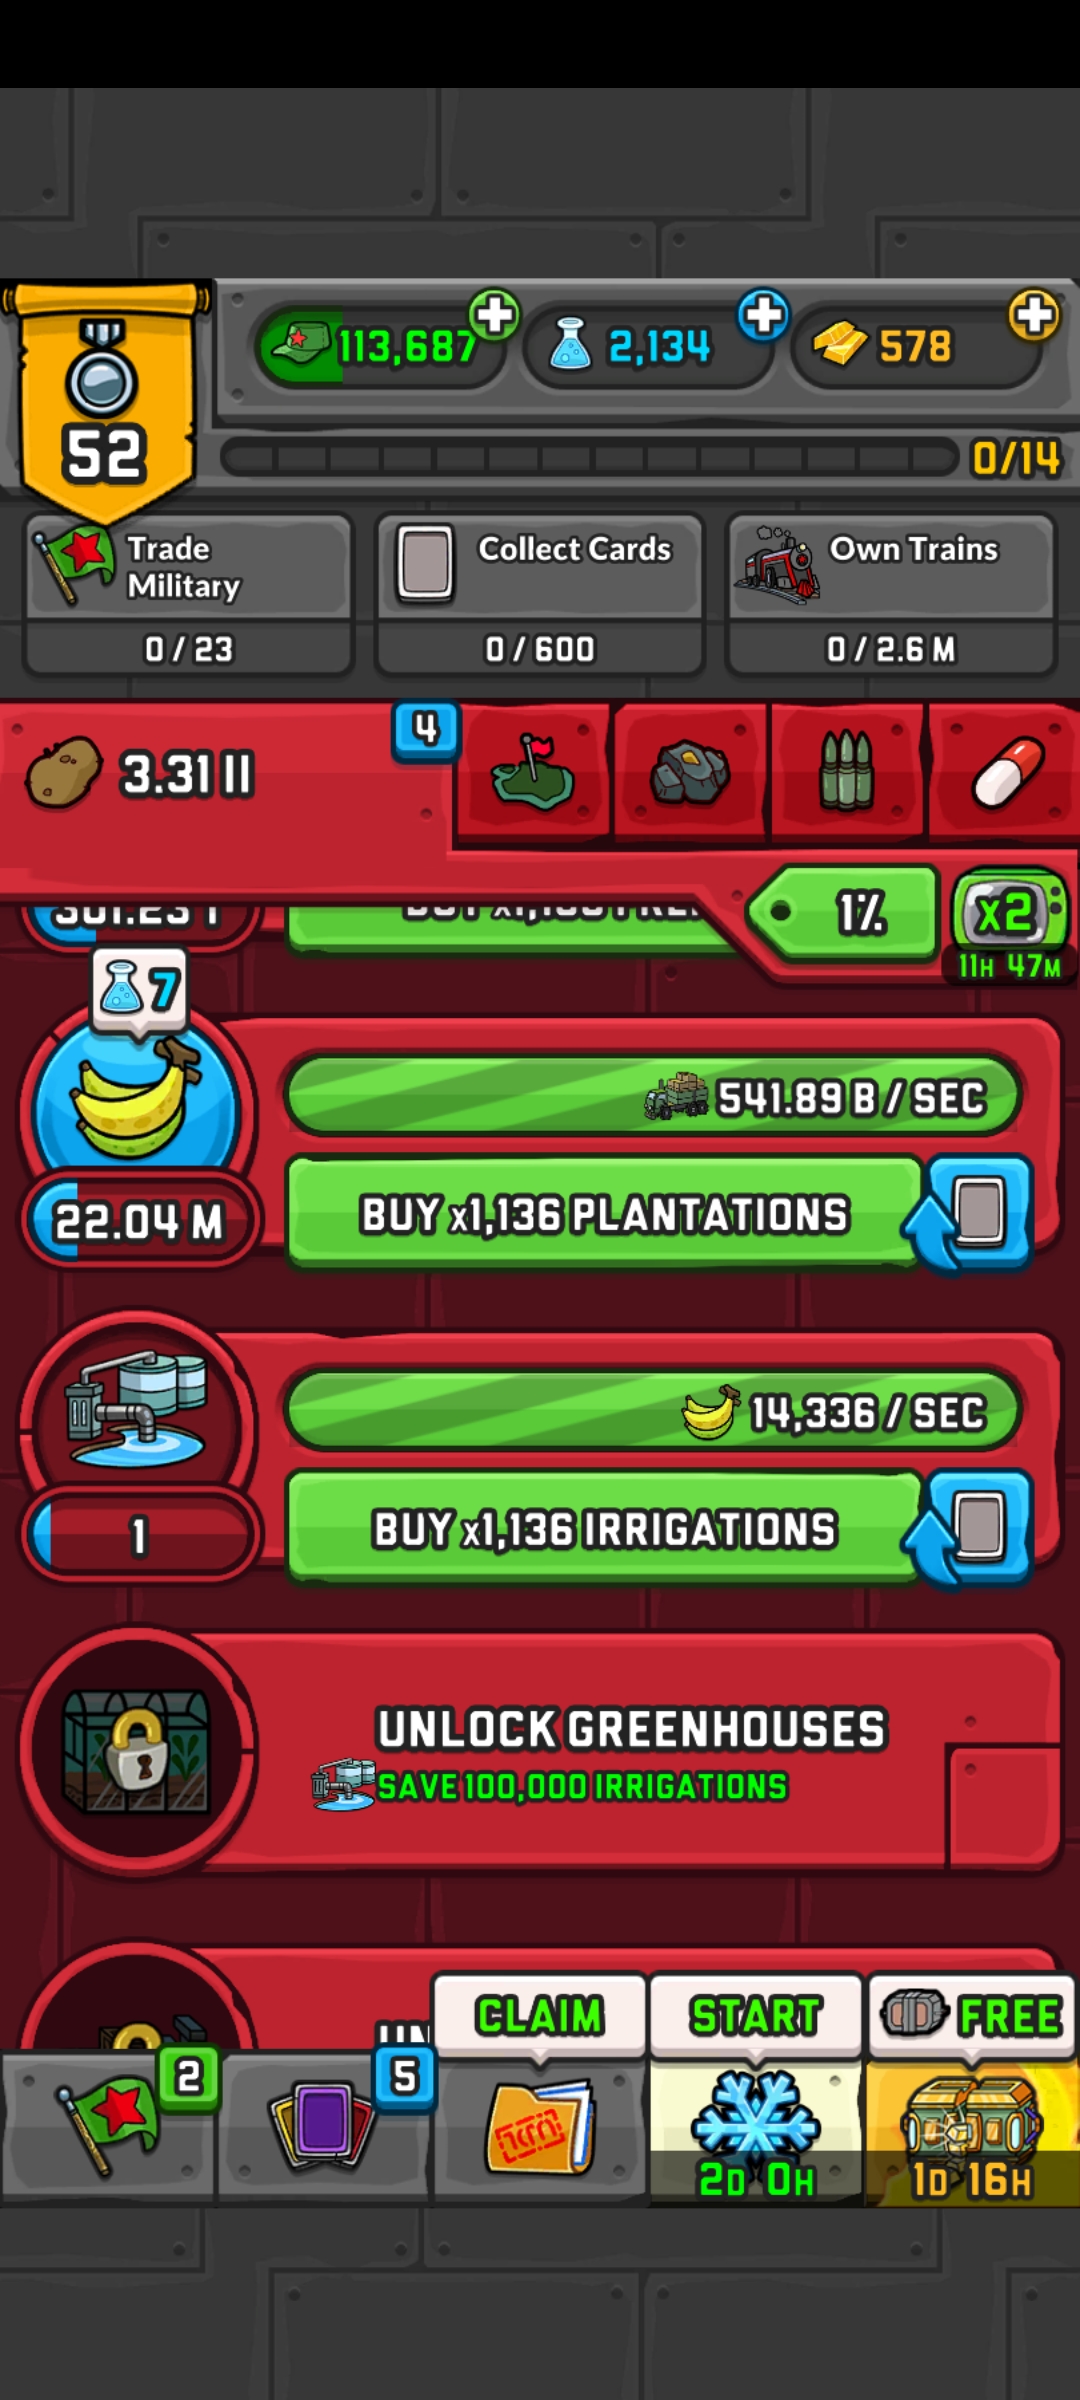 113,687
2,134
578
52
0/14
Trade
Military
Collect Cards
Own Trains
0 / 23
0 / 600
0 / 2.6 M
4
3.31 II
1%
x2
11H 47M
7
541.89 B / SEC
22.04 M
BUY x1,136 PLANTATIONS
14,336 / SEC
1
BUY x1,136 IRRIGATIONS
UNLOCK GREENHOUSES
SAVE 100,000 IRRIGATIONS
CLAIM
START
FREE
2
5
2D 0H
1D 16H